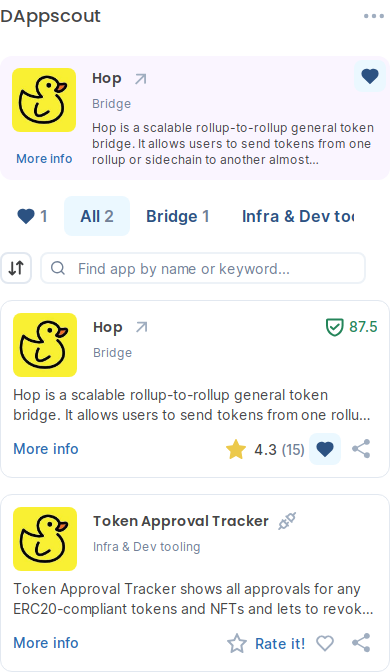 DAppscout
Hop
Bridge
Hop is a scalable rollup-to-rollup general token
bridge. It allows users to send tokens from one
More info
rollup or sidechain to another almost...
1
All 2
Bridge 1
Infra & Dev too
Find app by name or keyword...
Hop
87.5
Bridge
Hop is a scalable rollup-to-rollup general token
bridge. It allows users to send tokens from one rollu...
More info
4.3 (15)
Token Approval Tracker
Infra & Dev tooling
Token Approval Tracker shows all approvals for any
ERC20-compliant tokens and NFTs and lets to revok...
More info
Rate it!